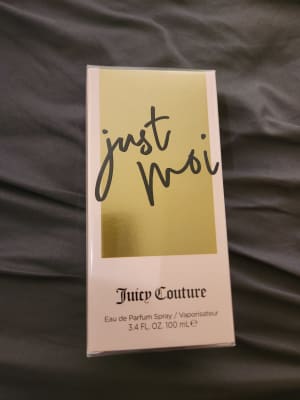 just
moi
Juicy Couture
Eau de Parfum Spray / Vaporisateur
3.4 FL. OZ. 100 mL℮